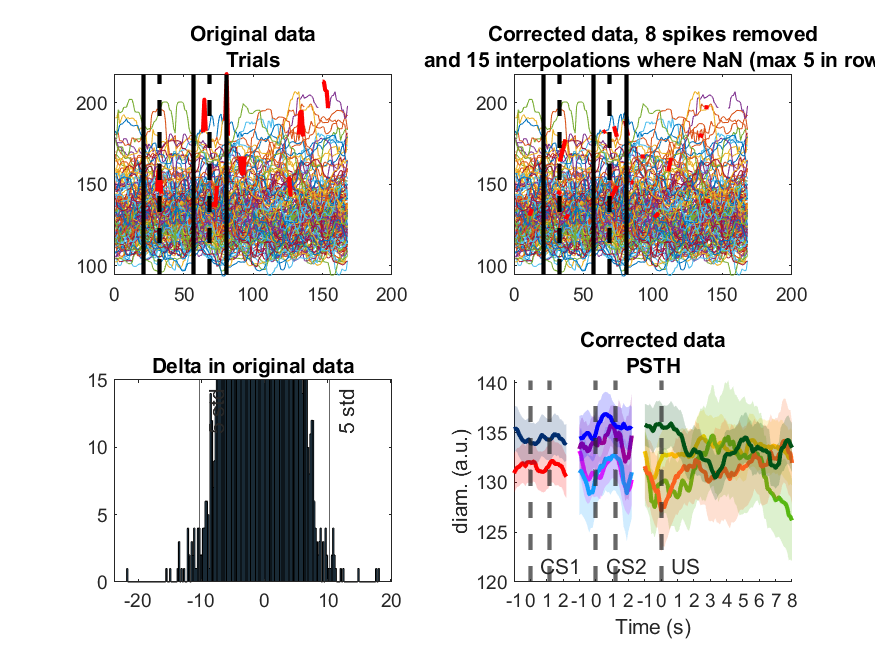 Original data
Trials
200
150
100
0 50 100 150 200
Corrected data, 8 spikes removed
and 15 interpolations where NaN (max 5 in row
200
150
100
0 50 100 150 200
Delta in original data
15
10
5
0
5 std
5 std
-20 -10 0 10 20
Corrected data
PSTH
diam. (a.u.)
140
135
130
125
120
CS1 CS2 US
-1 0 1 2 -1 0 1 2 -1 0 1 2 3 4 5 6 7 8
Time (s)